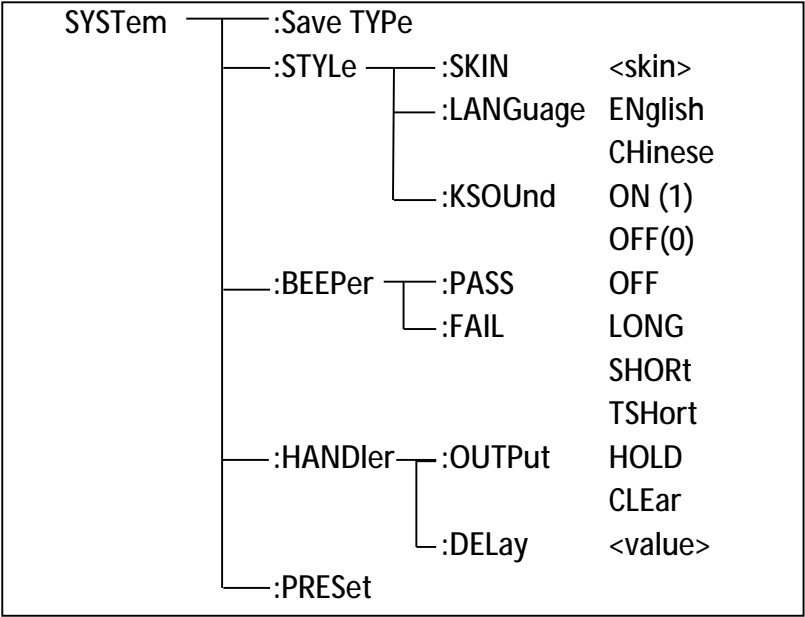 SYSTem :Save TYPe
:STYLe :SKIN <skin>
:LANGuage ENglish
CHinese
:KSOUnd ON (1)
OFF(0)
:BEEPer :PASS OFF
:FAIL LONG
SHORt
TSHort
:HANDler :OUTPut HOLD
CLEar
:DELay <value>
:PRESet